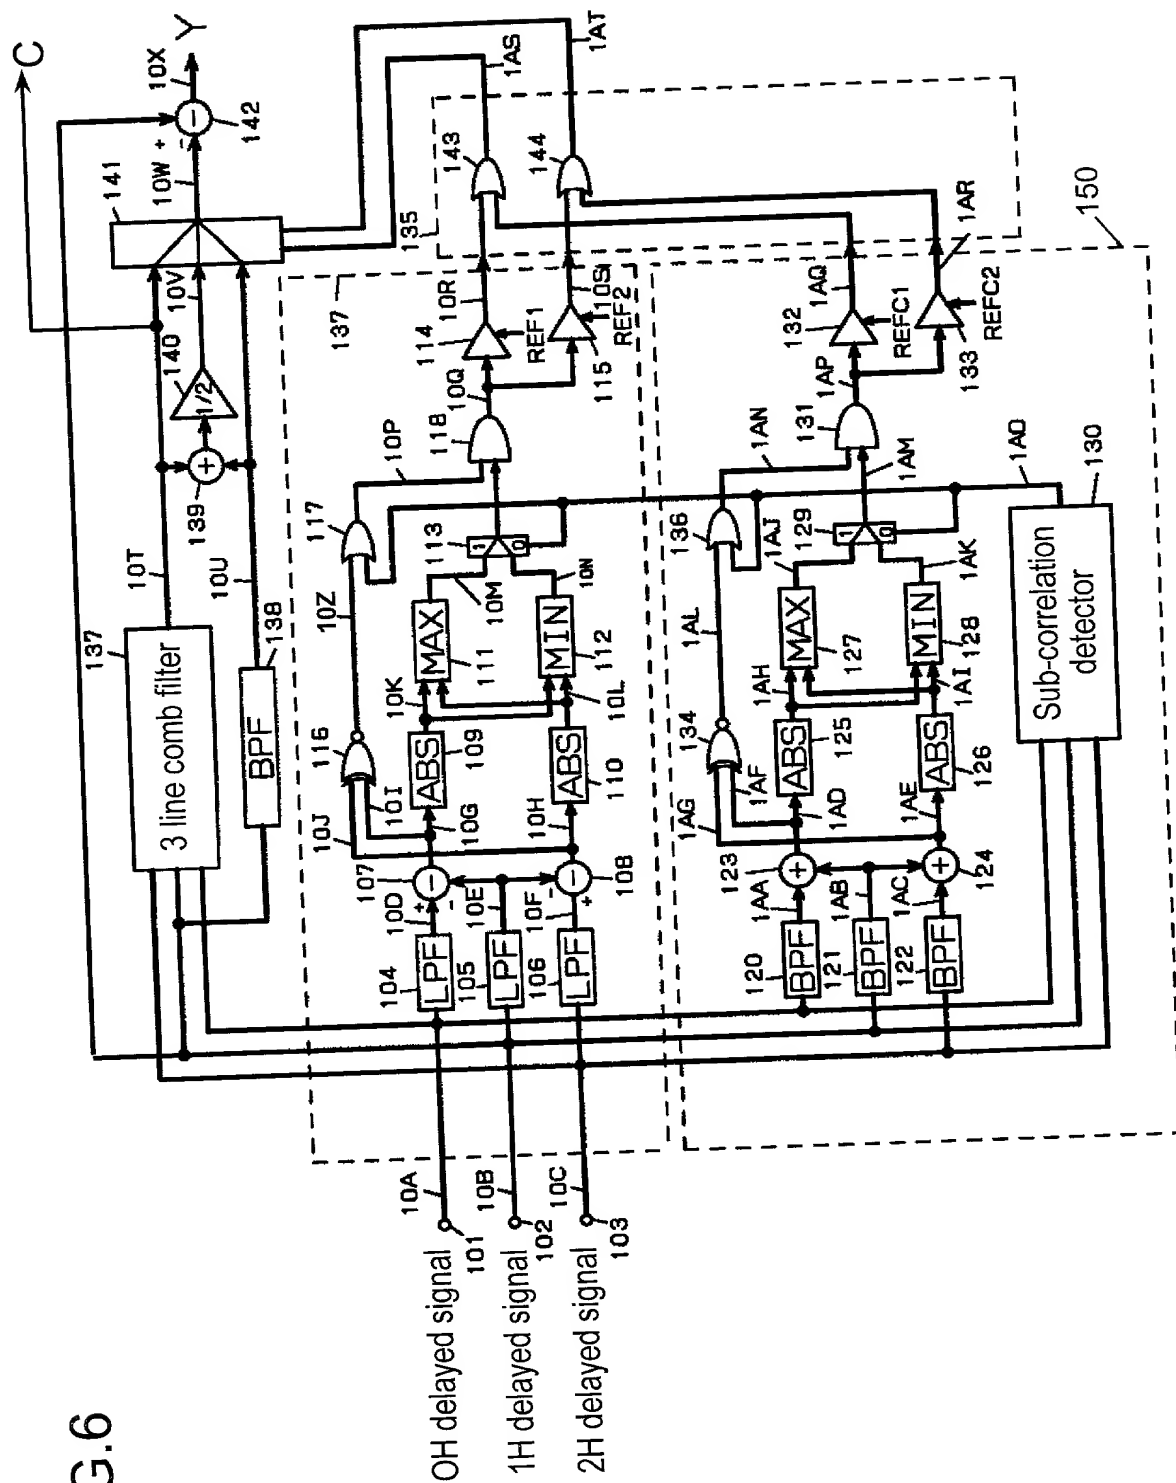 G.6
OH delayed signal
1H delayed signal
2H delayed signal
101
102
103
10A
10B
10C
137
3 line comb filter
10T
BPF
138
10U
139
+
140
1/2
10V
141
10W
+
-
-
142
10X
Y
C
137
104
LPF
105
LPF
106
LPF
10D
+
-
10E
10F
-
+
107
-
108
-
10J
10I
10G
10H
116
ABS
109
ABS
110
10K
10L
10Z
MAX
111
MIN
112
10M
10N
117
113
1
0
10P
118
10Q
114
REF1
115
REF2
10R
10S
135
143
144
1AS
1AT
150
120
BPF
121
BPF
122
BPF
1AA
1AB
1AC
123
+
124
+
1AG
1AF
1AD
1AE
134
ABS
125
ABS
126
1AH
1AI
1AL
MAX
127
MIN
128
1AJ
1AK
136
129
1
0
1AN
1AM
131
1AP
132
REFC1
133
REFC2
1AQ
1AR
Sub-correlation
detector
130
1AO